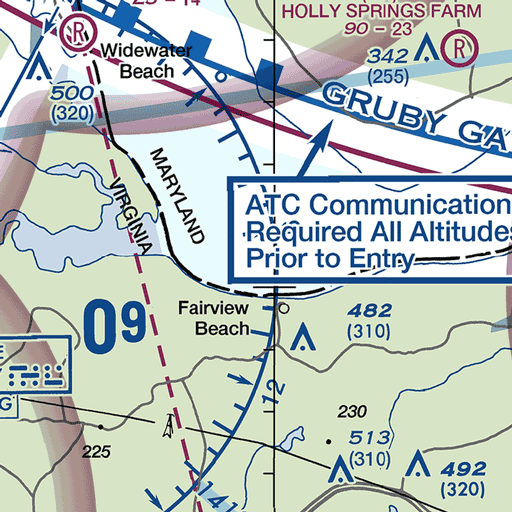 HOLLY SPRINGS FARM
90 - 23
R
R
Widewater
Beach
342
(255)
500
(320)
GRUBY GA
MARYLAND
VIRGINIA
ATC Communication
Required All Altitudes
Prior to Entry
Fairview
Beach
482
(310)
09
E
G
12
230
225
513
(310)
492
(320)
141